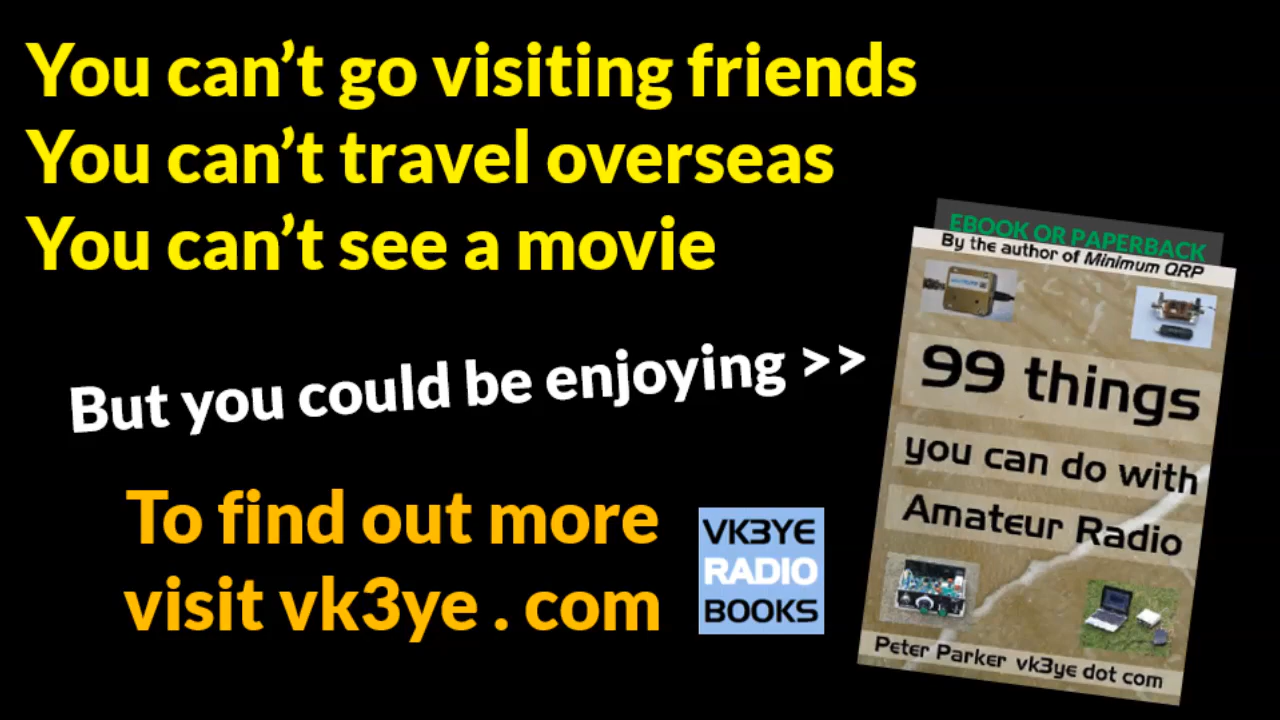 You can’t go visiting friends
You can’t travel overseas
You can’t see a movie
But you could be enjoying >>
To find out more
visit vk3ye . com
VK3YE
RADIO
BOOKS
EBOOK OR PAPERBACK
By the author of Minimum QRP
99 things
you can do with
Amateur Radio
Peter Parker vk3ye dot com